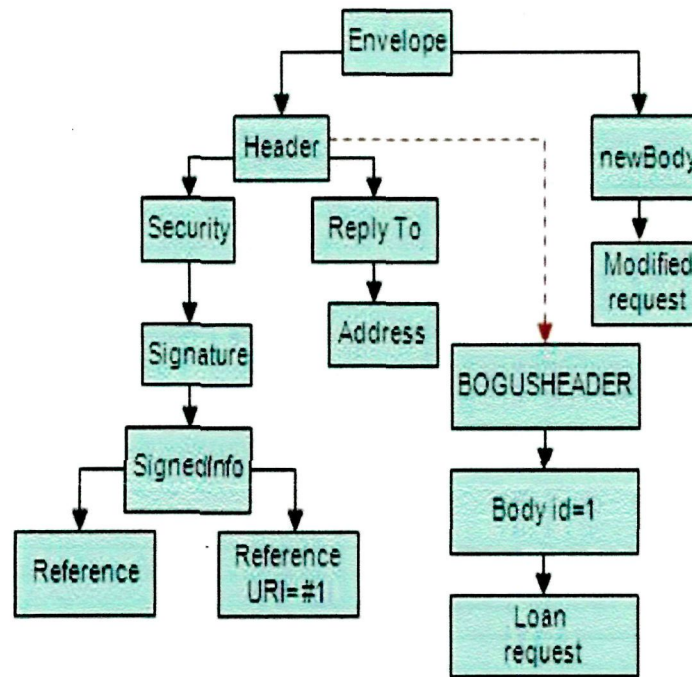 Envelope
Header
newBody
Security
Reply To
Modified
request
Signature
Address
BOGUSHEADER
SignedInfo
Body id=1
Reference
Reference
URI=#1
Loan
request